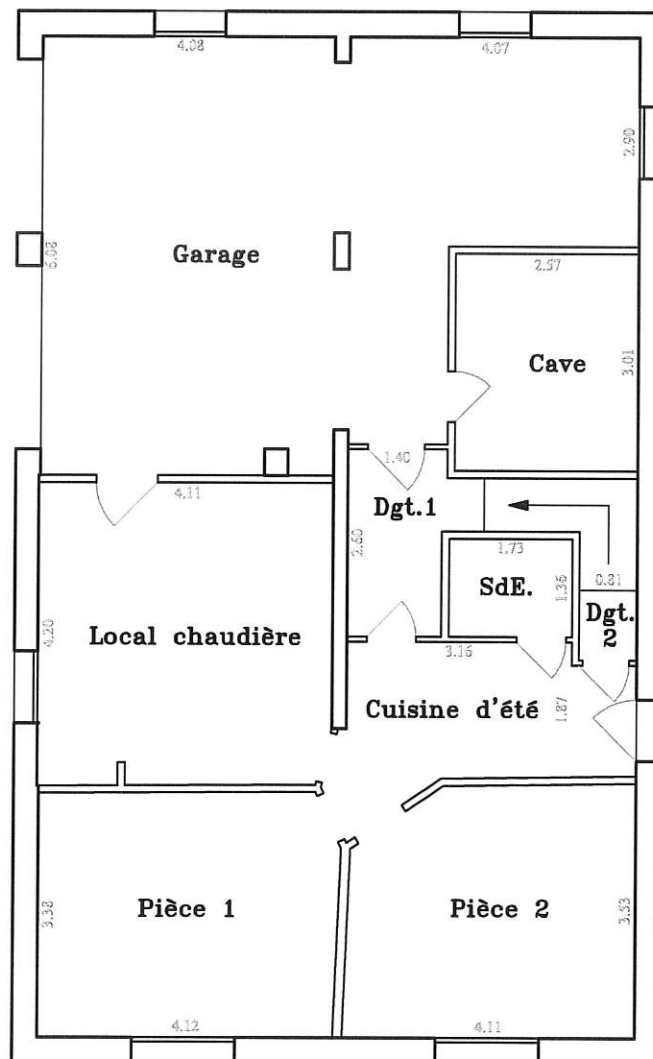 4.08
4.07
2.90
Garage
6.08
2.57
Cave
3.01
1.40
4.11
Dgt.1
2.60
1.73
SdE.
1.36
0.81
Dgt.
2
Local chaudière
4.20
3.16
Cuisine d'été
1.87
Pièce 1
3.38
Pièce 2
3.53
4.12
4.11